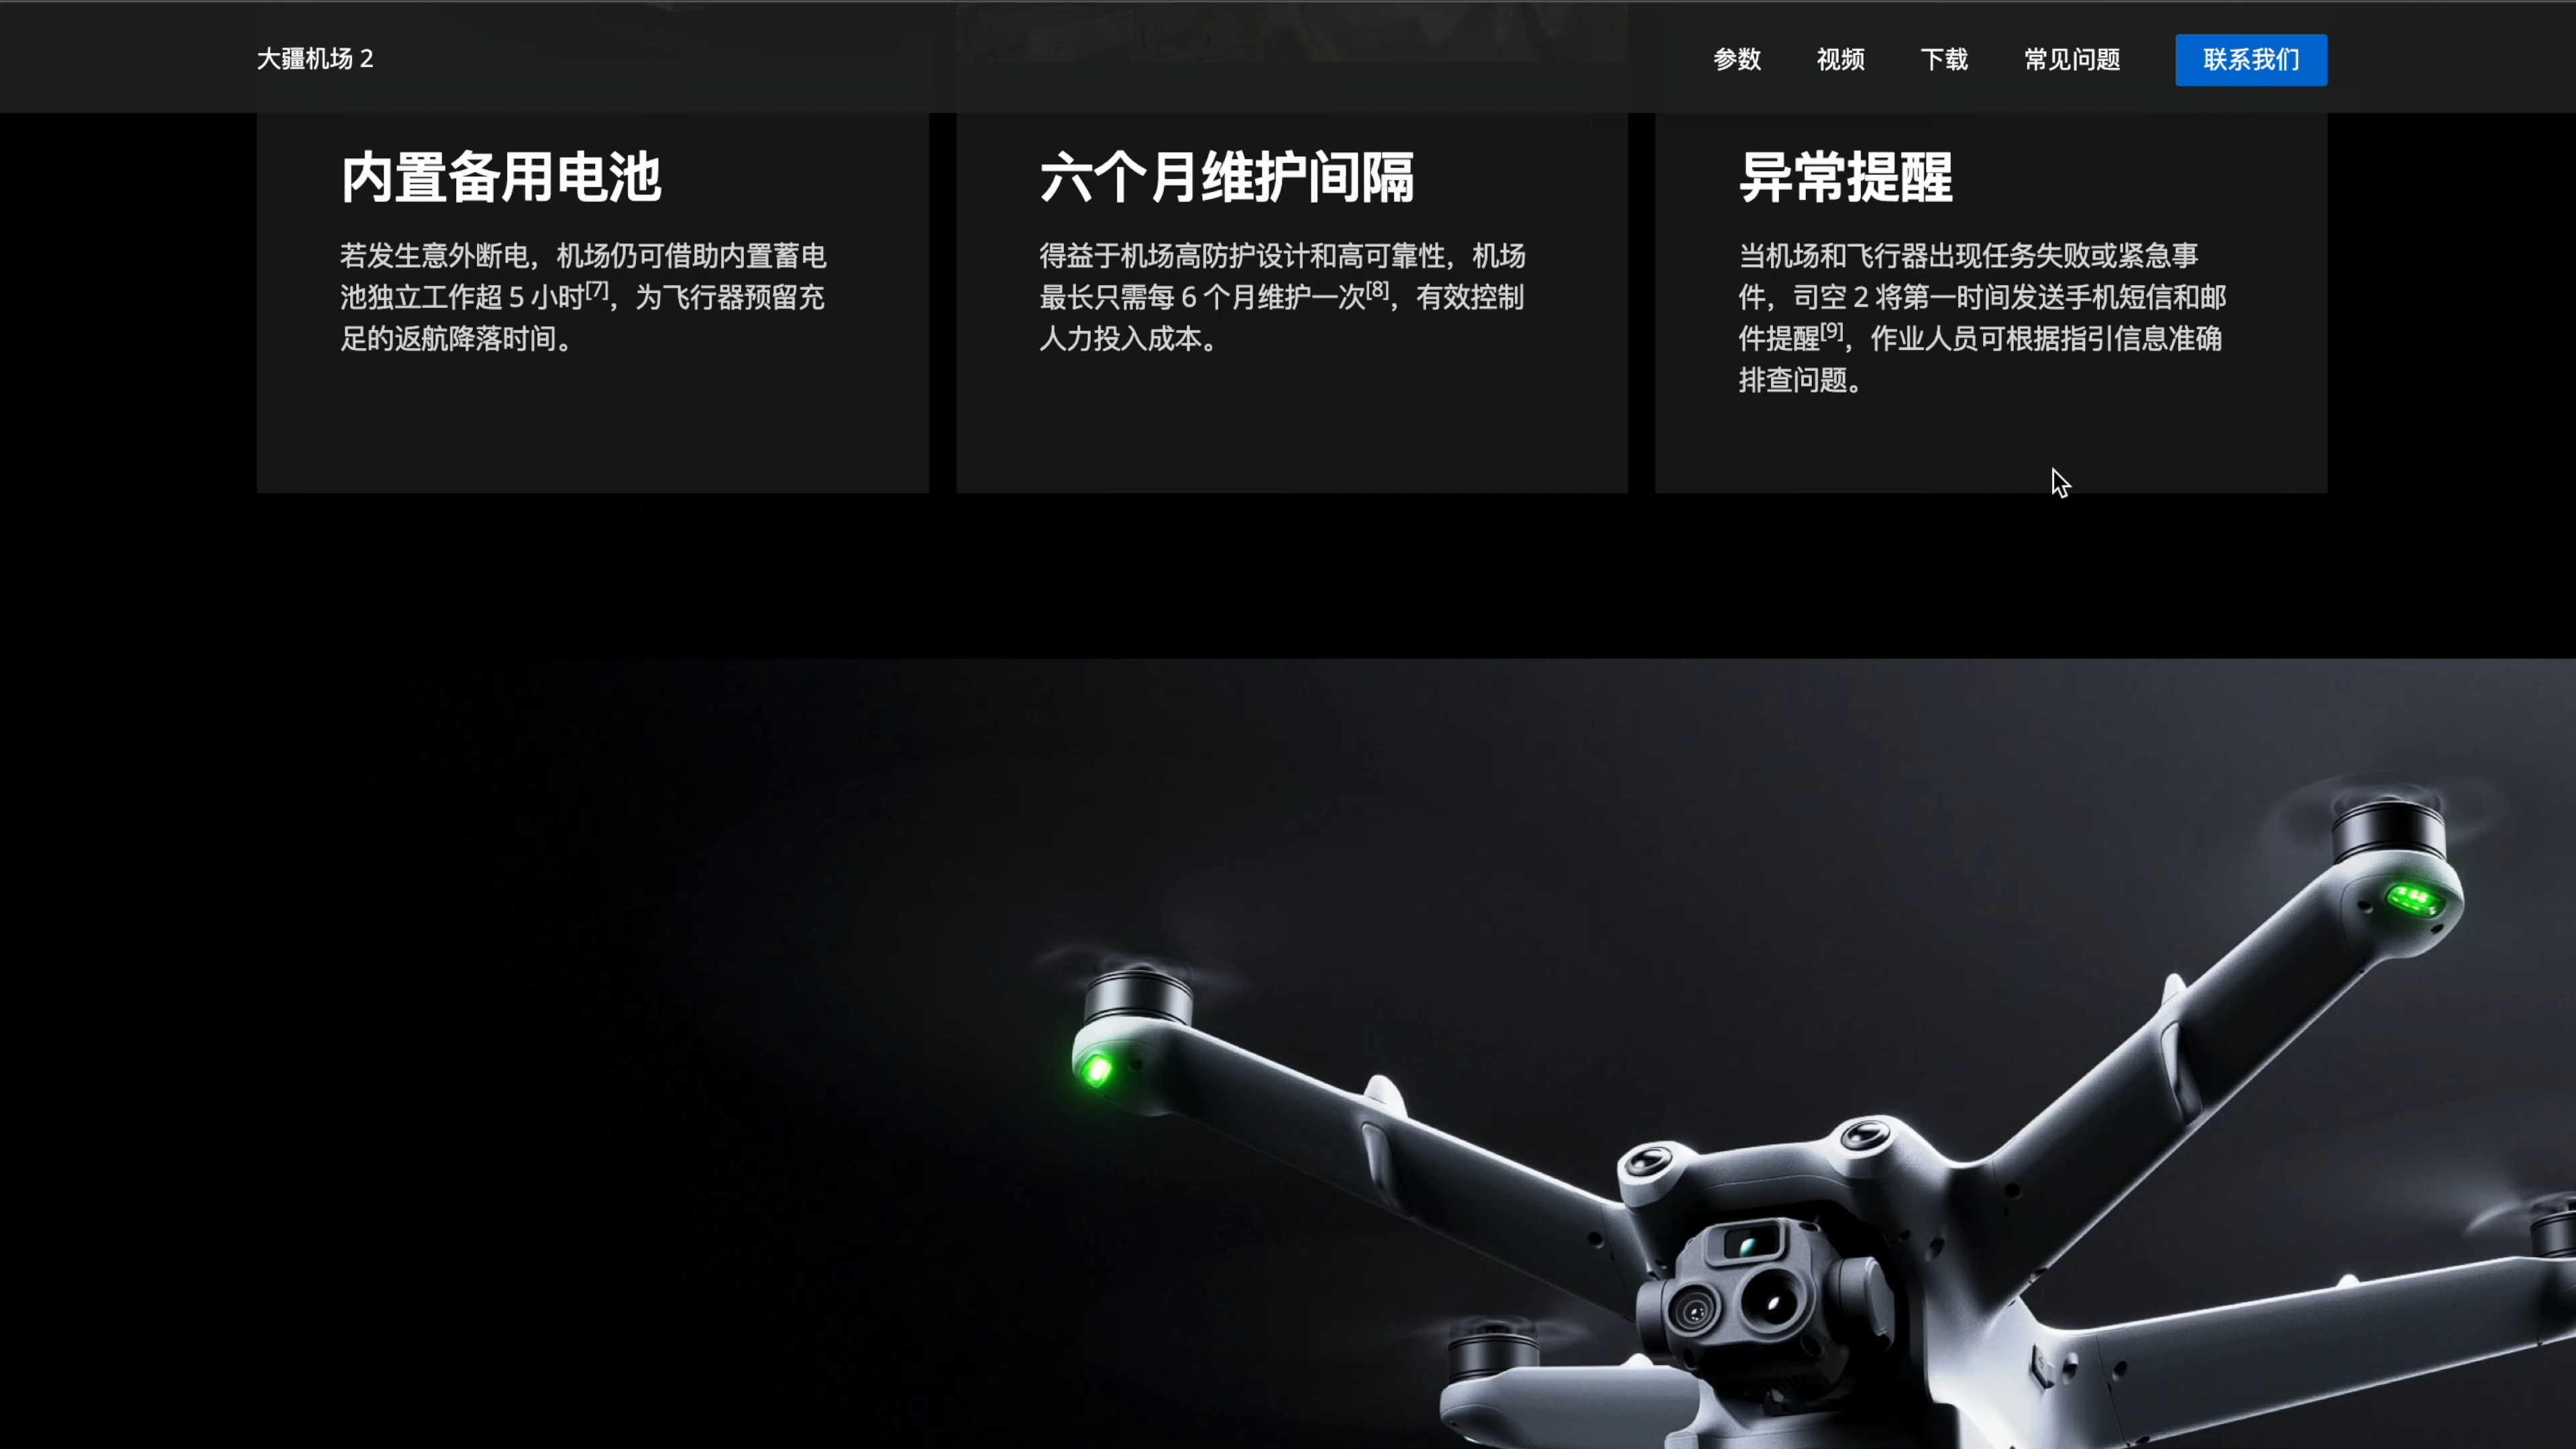 大疆机场 2
参数
视频
下载
常见问题
联系我们
内置备用电池
若发生意外断电，机场仍可借助内置蓄电
池独立工作超 5 小时[7]，为飞行器预留充
足的返航降落时间。
六个月维护间隔
得益于机场高防护设计和高可靠性，机场
最长只需每 6 个月维护一次[8]，有效控制
人力投入成本。
异常提醒
当机场和飞行器出现任务失败或紧急事
件，司空 2 将第一时间发送手机短信和邮
件提醒[9]，作业人员可根据指引信息准确
排查问题。